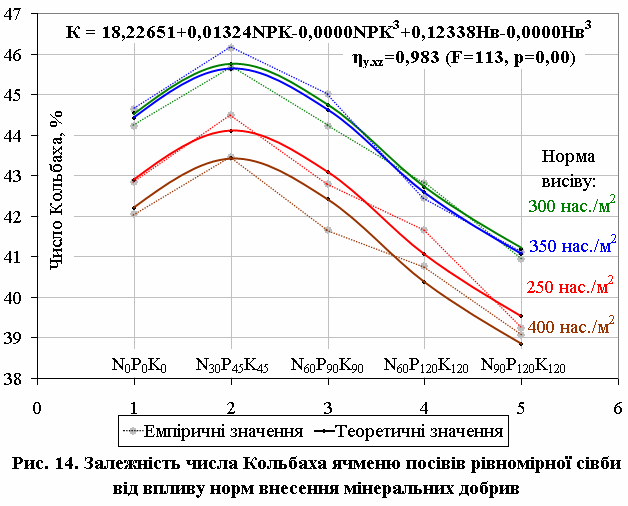 47
K = 18,22651+0,01324NPK-0,0000NPK³+0,12338Нв-0,0000Нв³
ηy.xz=0,983 (F=113, p=0,00)
46
45
44
Число Кольбаха, %
Норма
висіву:
43
300 нас./м²
42
350 нас./м²
41
250 нас./м²
40
400 нас./м²
39
N₀P₀K₀ N₃₀P₄₅K₄₅ N₆₀P₉₀K₉₀ N₆₀P₁₂₀K₁₂₀ N₉₀P₁₂₀K₁₂₀
38
0 1 2 3 4 5 6
Емпіричні значення Теоретичні значення
Рис. 14. Залежність числа Кольбаха ячменю посівів рівномірної сівби
від впливу норм внесення мінеральних добрив